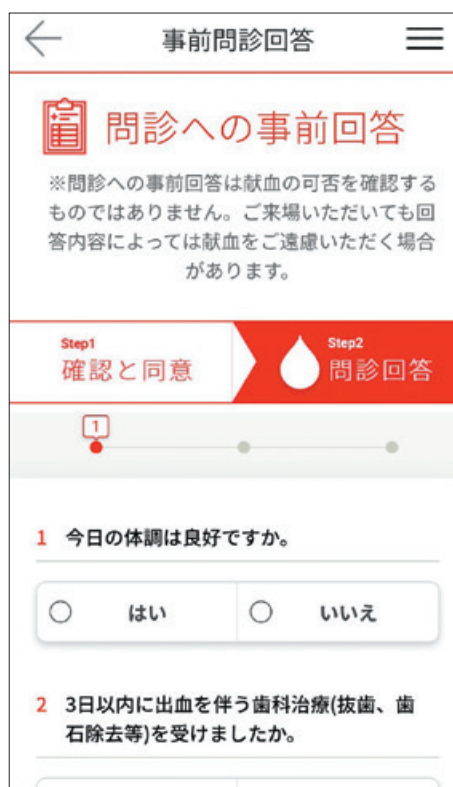 事前問診回答
問診への事前回答
※問診への事前回答は献血の可否を確認する
ものではありません。ご来場いただいても回
答内容によっては献血をご遠慮いただく場合
があります。
Step1
確認と同意
Step2
問診回答
1
1 今日の体調は良好ですか。
はい いいえ
2 3日以内に出血を伴う歯科治療(抜歯、歯
石除去等)を受けましたか。